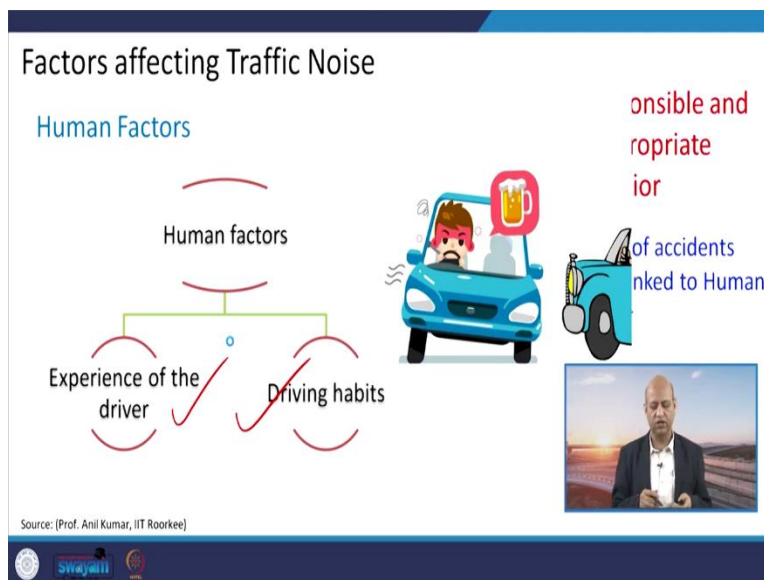 Factors affecting Traffic Noise
Human Factors
Human factors
Experience of the
driver
Driving habits
onsible and
ropriate
ior
of accidents
nked to Human
Source: (Prof. Anil Kumar, IIT Roorkee)
swayam